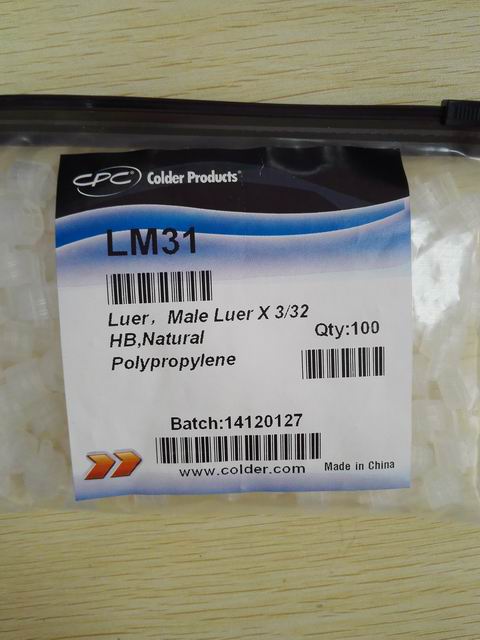 CPC Colder Products®
LM31
Luer, Male Luer X 3/32
HB,Natural
Polypropylene
Qty:100
Batch:14120127
www.colder.com
Made in China